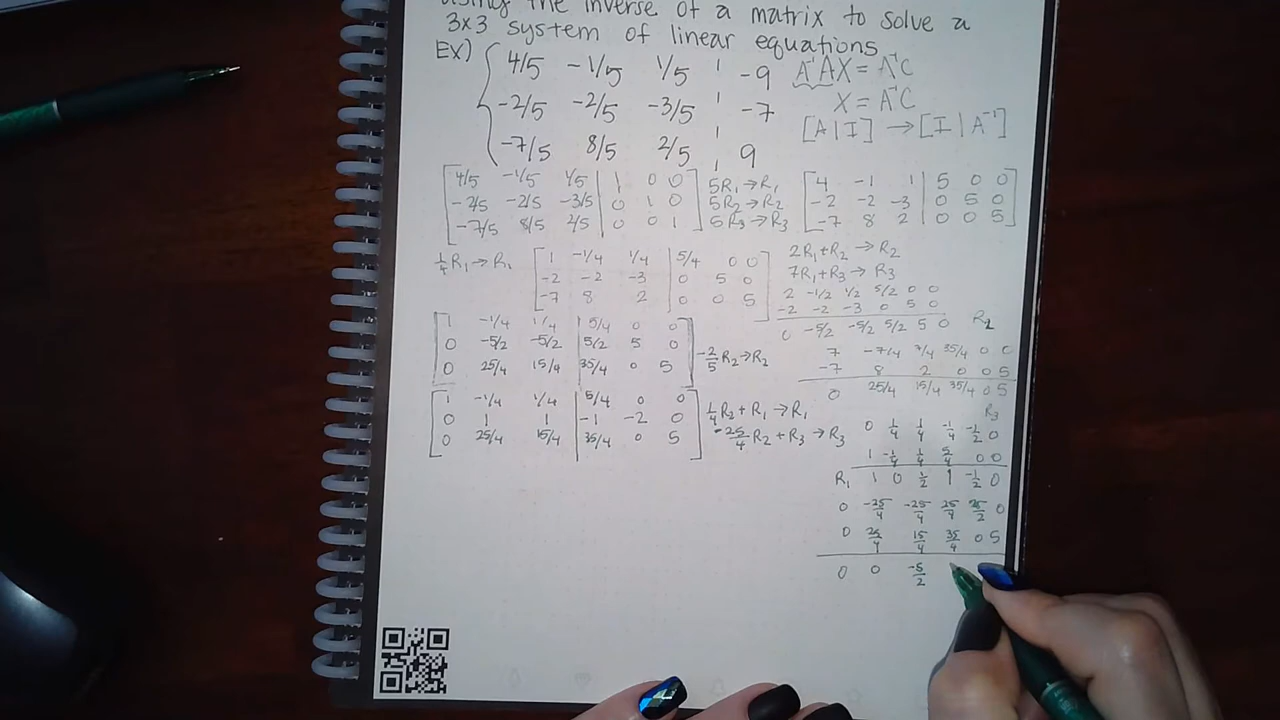 using the inverse of a matrix to solve a
3x3 system of linear equations.
Ex) { 4/5 -1/5 1/5 | -9
-2/5 -2/5 -3/5 | -7
-7/5 8/5 2/5 | 9
A⁻¹AX = A⁻¹C
X = A⁻¹C
[A | I] → [I | A⁻¹]
[4/5 -1/5 1/5 | 1 0 0
-2/5 -2/5 -3/5 | 0 1 0
-7/5 8/5 2/5 | 0 0 1]
5R₁→R₁
5R₂→R₂
5R₃→R₃
[4 -1 1 | 5 0 0
-2 -2 -3 | 0 5 0
-7 8 2 | 0 0 5]
1/4 R₁→R₁
[1 -1/4 1/4 | 5/4 0 0
-2 -2 -3 | 0 5 0
-7 8 2 | 0 0 5]
2R₁+R₂ → R₂
7R₁+R₃ → R₃
2 -1/2 1/2 5/2 0 0
-2 -2 -3 0 5 0
0 -5/2 -5/2 5/2 5 0 R₂
7 -7/4 7/4 35/4 0 0
-7 8 2 0 0 5
0 25/4 15/4 35/4 0 5
R₃
[1 -1/4 1/4 | 5/4 0 0
0 -5/2 -5/2 | 5/2 5 0
0 25/4 15/4 | 35/4 0 5]
-2/5 R₂→R₂
[1 -1/4 1/4 | 5/4 0 0
0 1 1 | -1 -2 0
0 25/4 15/4 | 35/4 0 5]
1/4 R₂ + R₁ → R₁
-25/4 R₂ + R₃ → R₃
0 1/4 1/4 -1/4 -1/2 0
1 -1/4 1/4 5/4 0 0
R₁ 1 0 1/2 1 -1/2 0
0 -25/4 -25/4 25/4 25/2 0
0 25/4 15/4 35/4 0 5
0 0 -5/2